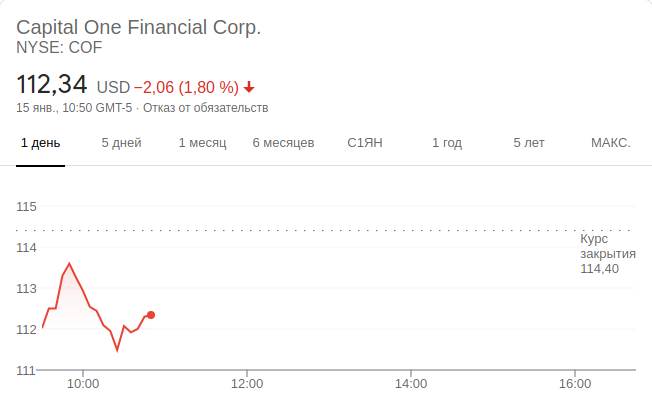 Capital One Financial Corp.
NYSE: COF
112,34 USD −2,06 (1,80 %)
15 янв., 10:50 GMT-5 · Отказ от обязательств
1 день 5 дней 1 месяц 6 месяцев С1ЯН 1 год 5 лет МАКС.
115
114
113
112
111
Курс
закрытия
114,40
10:00 12:00 14:00 16:00